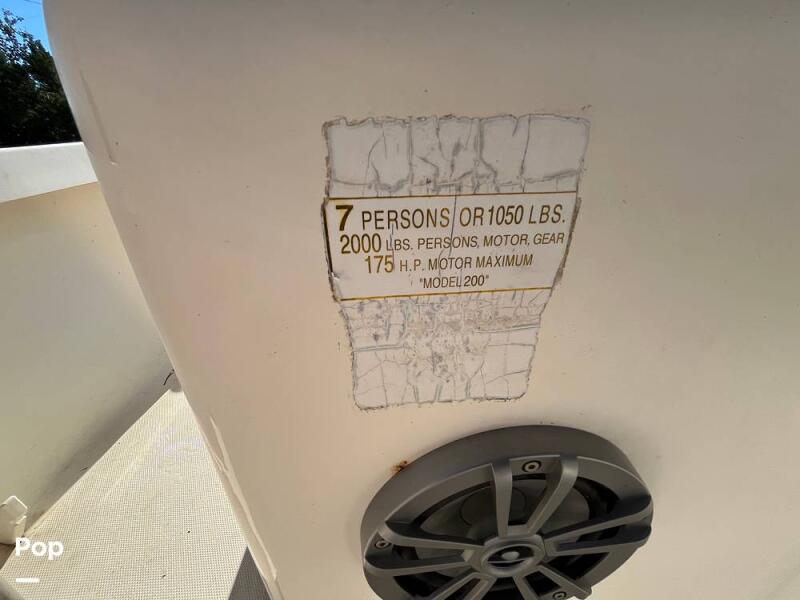 7 PERSONS OR 1050 LBS.
2000 LBS. PERSONS, MOTOR, GEAR
175 H.P. MOTOR MAXIMUM
"MODEL 200"
Pop